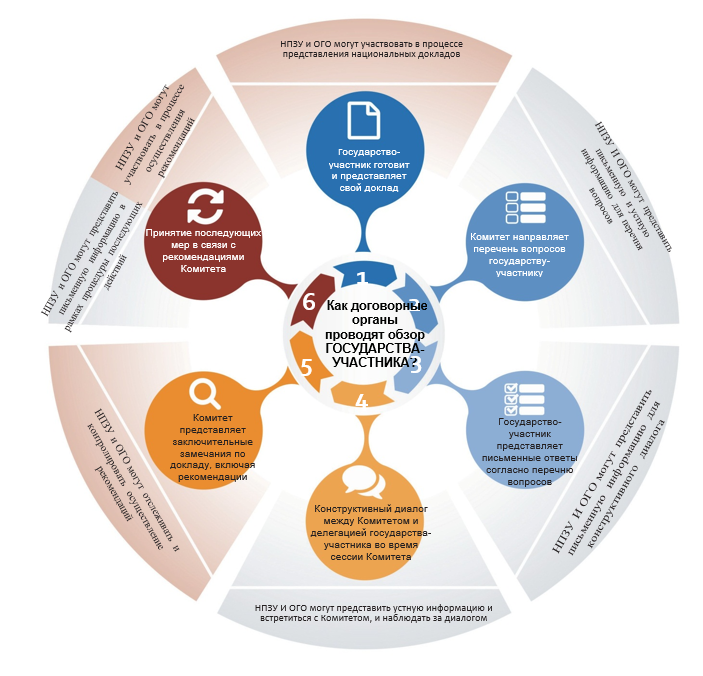 НПЗУ и ОГО могут участвовать в процессе
представления национальных докладов
Государство-
участник готовит
и представляет
свой доклад
НПЗУ И ОГО могут представить
письменную и устную
информацию для перечня
вопросов
Комитет направляет
перечень вопросов
государству-
участнику
НПЗУ И ОГО могут представить
письменную информацию для
конструктивного диалога
Государство-
участник
представляет
письменные ответы
согласно перечню
вопросов
НПЗУ И ОГО могут представить устную информацию и
встретиться с Комитетом, и наблюдать за диалогом
Конструктивный диалог
между Комитетом и
делегацией государства-
участника во время
сессии Комитета
НПЗУ И ОГО могут отслеживать и
контролировать осуществление
рекомендаций
Комитет
представляет
заключительные
замечания по
докладу, включая
рекомендации
НПЗУ и ОГО могут представить
письменную информацию в
рамках процедуры последующих
действий
НПЗУ и ОГО могут
участвовать в процессе
осуществления
рекомендаций
Принятие последующих
мер в связи с
рекомендациями
Комитета
1
2
3
4
5
6
Как договорные
органы
проводят обзор
ГОСУДАРСТВА-
УЧАСТНИКА?